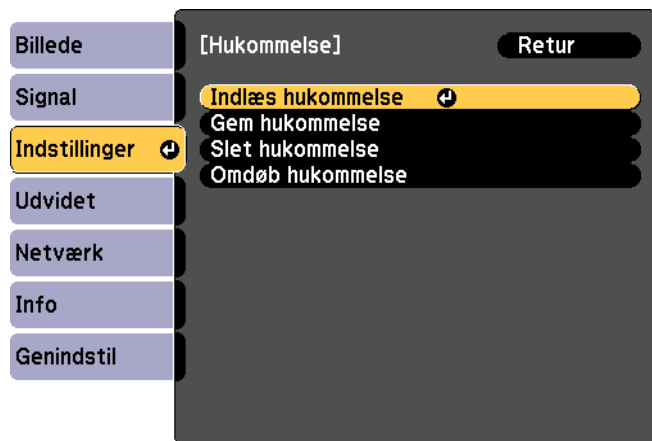 Billede
Signal
Indstillinger
Udvidet
Netværk
Info
Genindstil
[Hukommelse] Retur
Indlæs hukommelse
Gem hukommelse
Slet hukommelse
Omdøb hukommelse